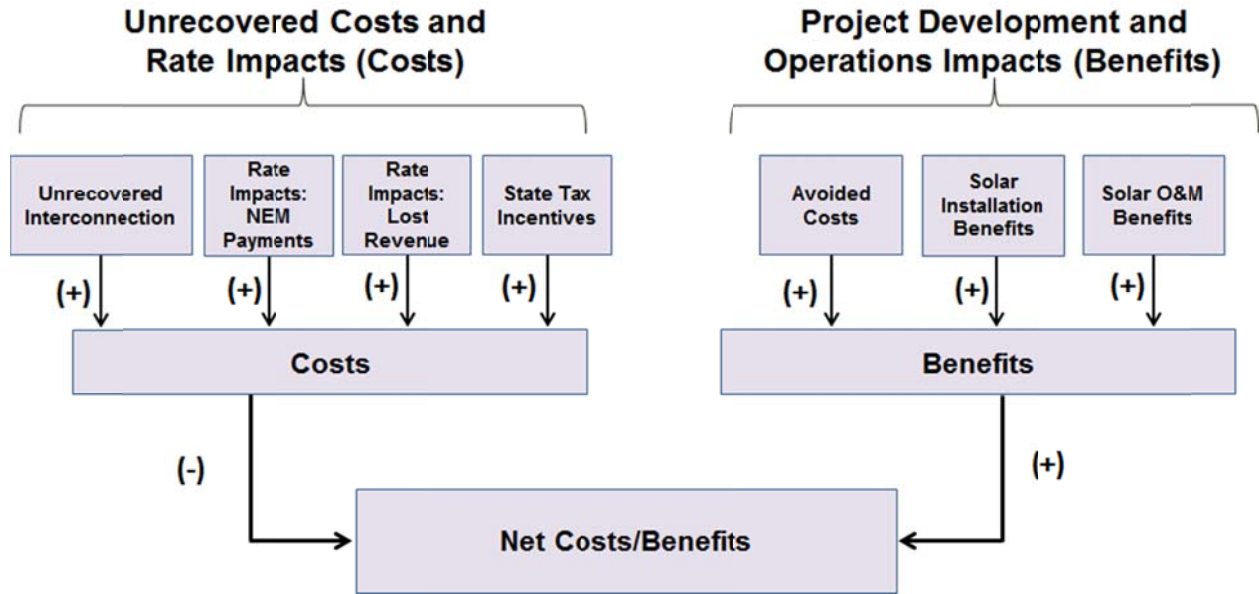 Unrecovered Costs and
Rate Impacts (Costs)
Project Development and
Operations Impacts (Benefits)
Unrecovered
Interconnection
Rate
Impacts:
NEM
Payments
Rate
Impacts:
Lost
Revenue
State Tax
Incentives
Avoided
Costs
Solar
Installation
Benefits
Solar O&M
Benefits
(+)
(+)
(+)
(+)
(+)
(+)
(+)
Costs
Benefits
(-)
(+)
Net Costs/Benefits